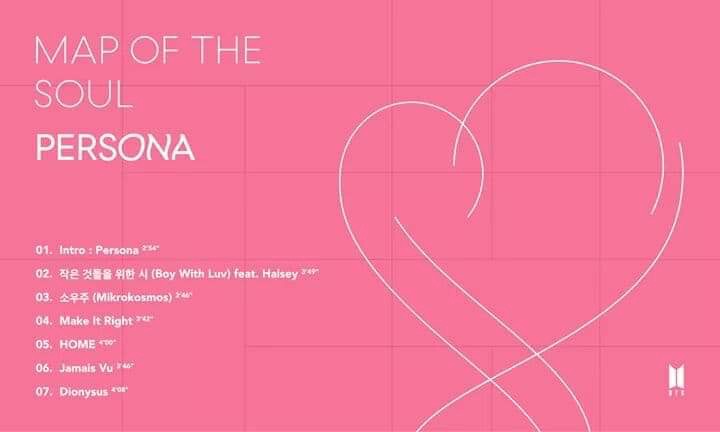 MAP OF THE
SOUL
PERSONA
01. Intro : Persona 2'54"
02. 작은 것들을 위한 시 (Boy With Luv) feat. Halsey 3'49"
03. 소우주 (Mikrokosmos) 3'46"
04. Make It Right 3'42"
05. HOME 4'00"
06. Jamais Vu 3'46"
07. Dionysus 4'08"
BTS